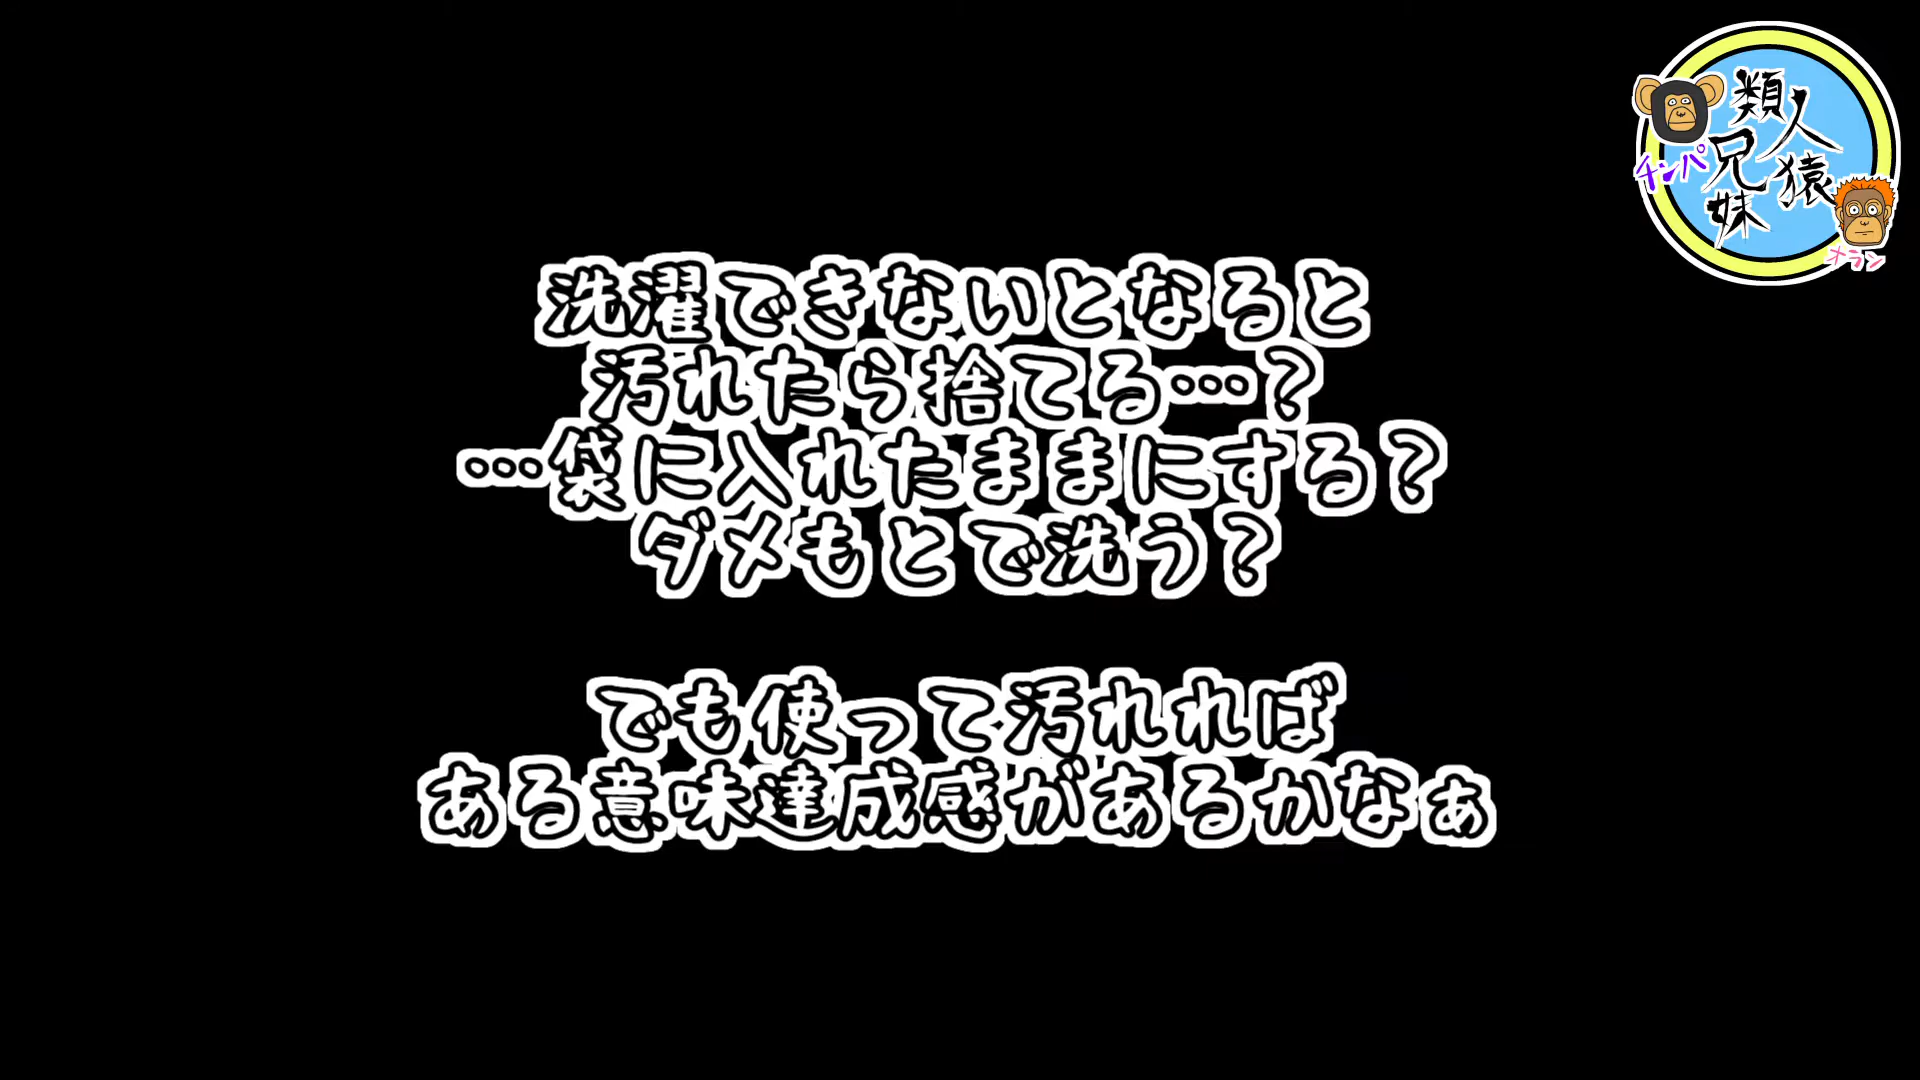 洗濯できないとなると
汚れたら捨てる…？
…袋に入れたままにする？
ダメもとで洗う？
でも使って汚れれば
ある意味達成感があるかなぁ
類人猿
兄妹
チンパ
オラン